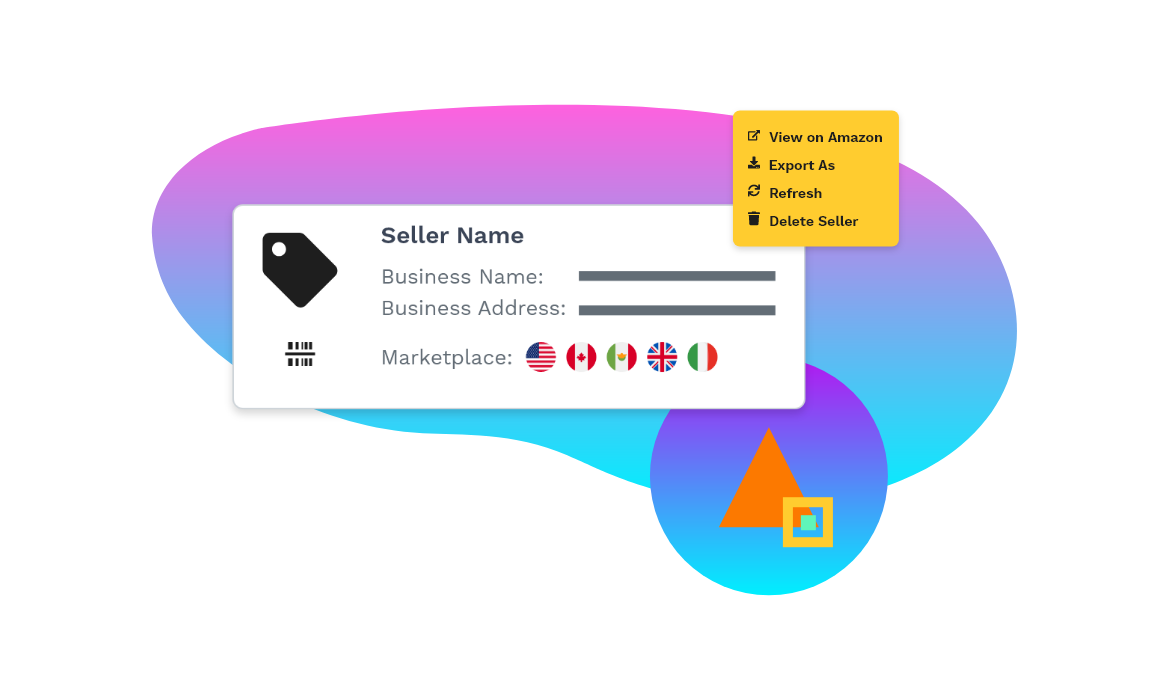 View on Amazon
Export As
Refresh
Delete Seller
Seller Name
Business Name:
Business Address:
Marketplace: